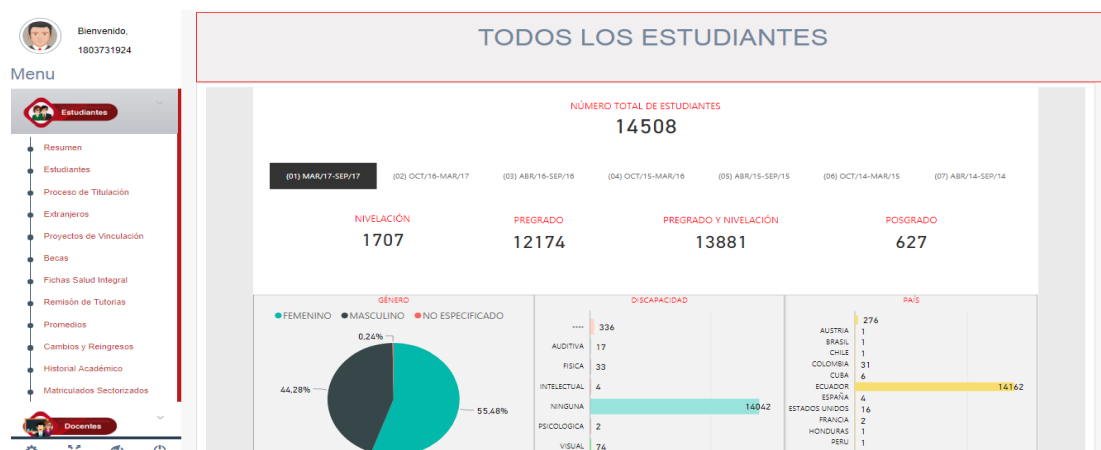 Bienvenido,
1803731924
Menu
Estudiantes
Resumen
Estudiantes
Proceso de Titulación
Extranjeros
Proyectos de Vinculación
Becas
Fichas Salud Integral
Remisón de Tutorias
Promedios
Cambios y Reingresos
Historial Académico
Matriculados Sectorizados
Docentes
TODOS LOS ESTUDIANTES
NÚMERO TOTAL DE ESTUDIANTES
14508
(01) MAR/17-SEP/17 (02) OCT/16-MAR/17 (03) ABR/16-SEP/16 (04) OCT/15-MAR/16 (05) ABR/15-SEP/15 (06) OCT/14-MAR/15 (07) ABR/14-SEP/14
NIVELACIÓN PREGRADO PREGRADO Y NIVELACIÓN POSGRADO
1707 12174 13881 627
GÉNERO
FEMENINO MASCULINO NO ESPECIFICADO
0,24%
44,28%
55,48%
DISCAPACIDAD
---- 336
AUDITIVA 17
FISICA 33
INTELECTUAL 4
NINGUNA 14042
PSICOLOGICA 2
VISUAL 74
PAÍS
276
AUSTRIA 1
BRASIL 1
CHILE 1
COLOMBIA 31
CUBA 6
ECUADOR 14162
ESPAÑA 4
ESTADOS UNIDOS 16
FRANCIA 2
HONDURAS 1
PERU 1